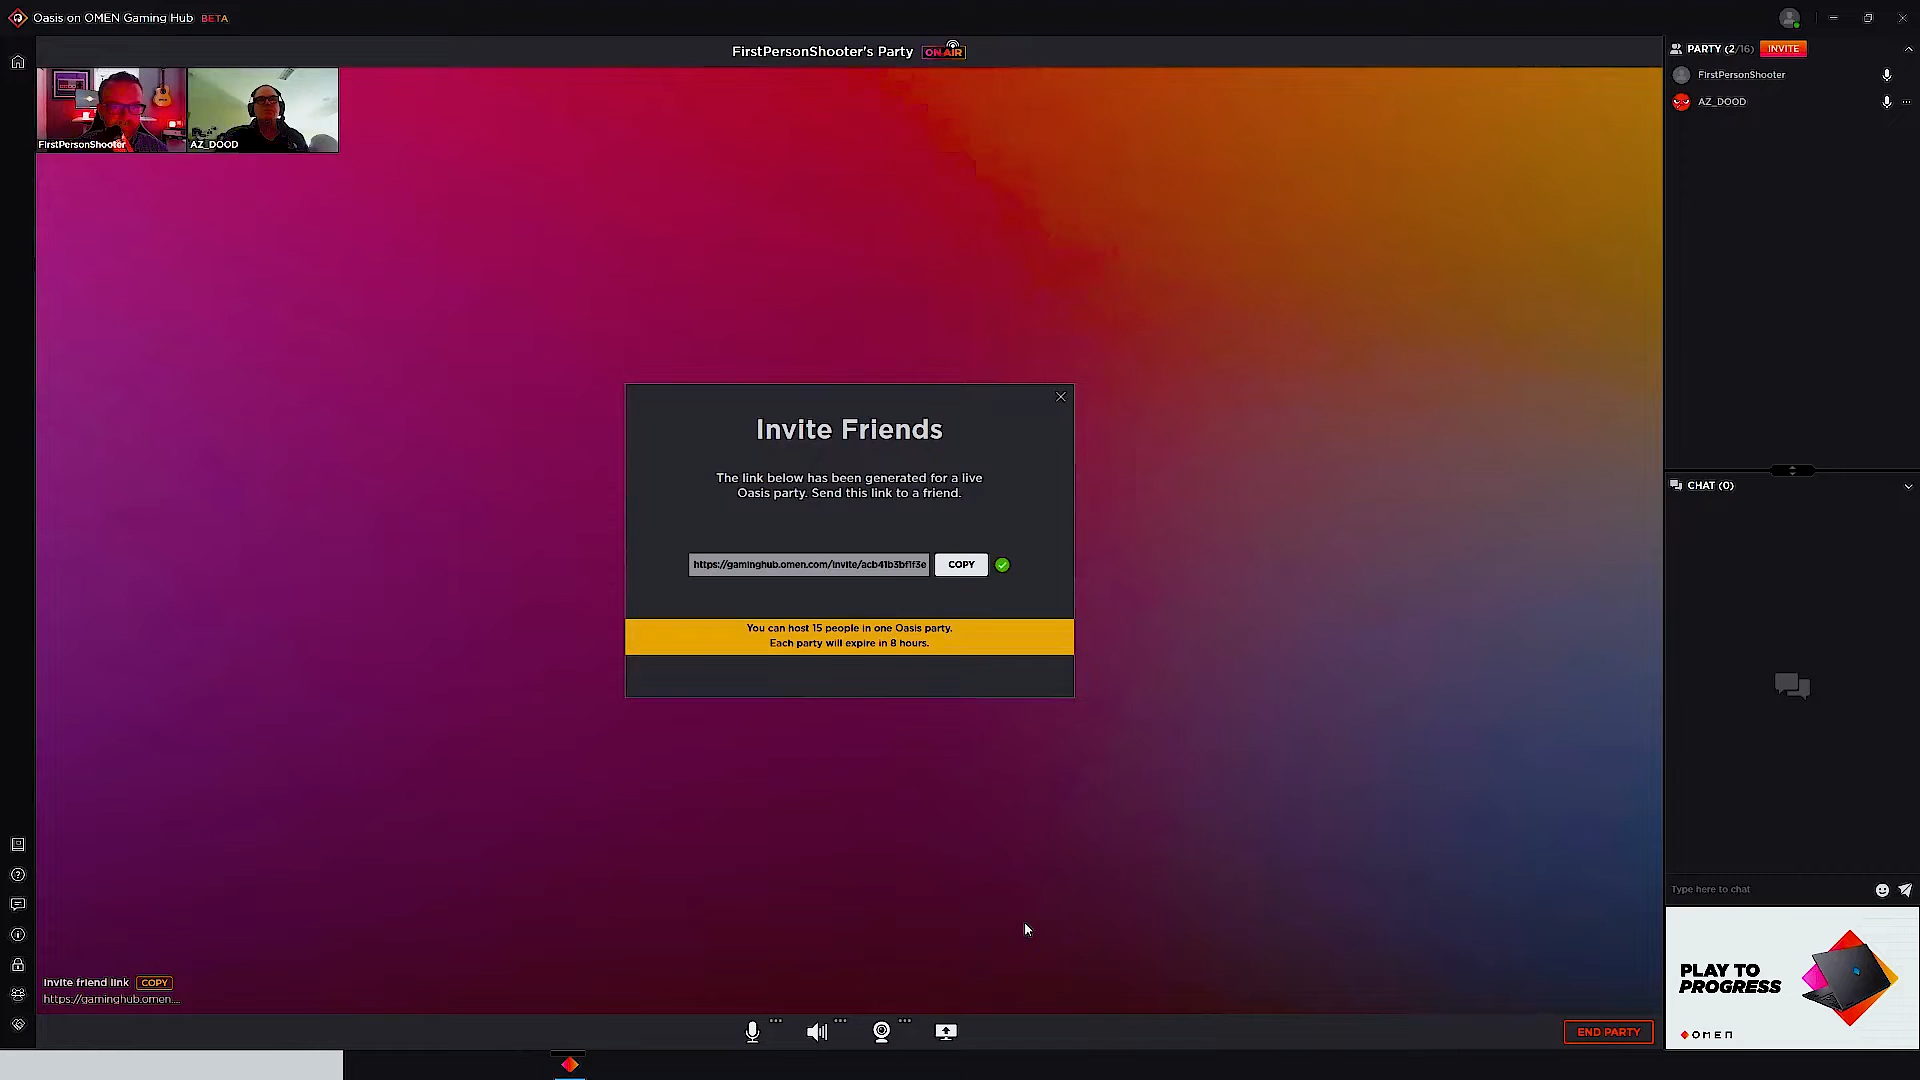 Oasis on OMEN Gaming Hub BETA
FirstPersonShooter's Party ON AIR
PARTY (2/16) INVITE
FirstPersonShooter
AZ_DOOD
FirstPersonShooter
AZ_DOOD
Invite Friends
The link below has been generated for a live
Oasis party. Send this link to a friend.
https://gaminghub.omen.com/invite/acb41b3bf1f3e COPY
You can host 15 people in one Oasis party.
Each party will expire in 8 hours.
CHAT (0)
Type here to chat
PLAY TO
PROGRESS
OMEN
Invite friend link COPY
https://gaminghub.omen....
END PARTY